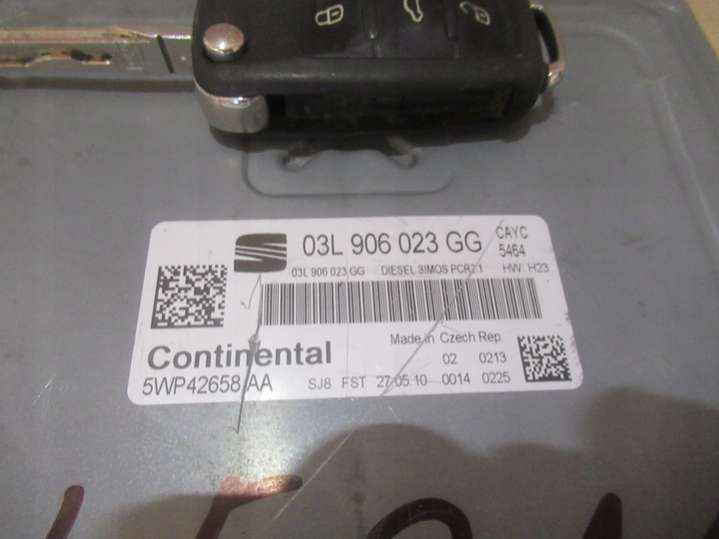 03L 906 023 GG CAYC
5464
03L 906 023 GG DIESEL SIMOS PCR2.1 HW H23
Continental
Made in Czech Rep
02 0213
5WP42658 AA SJ8 FST 27.05.10 0014 0225